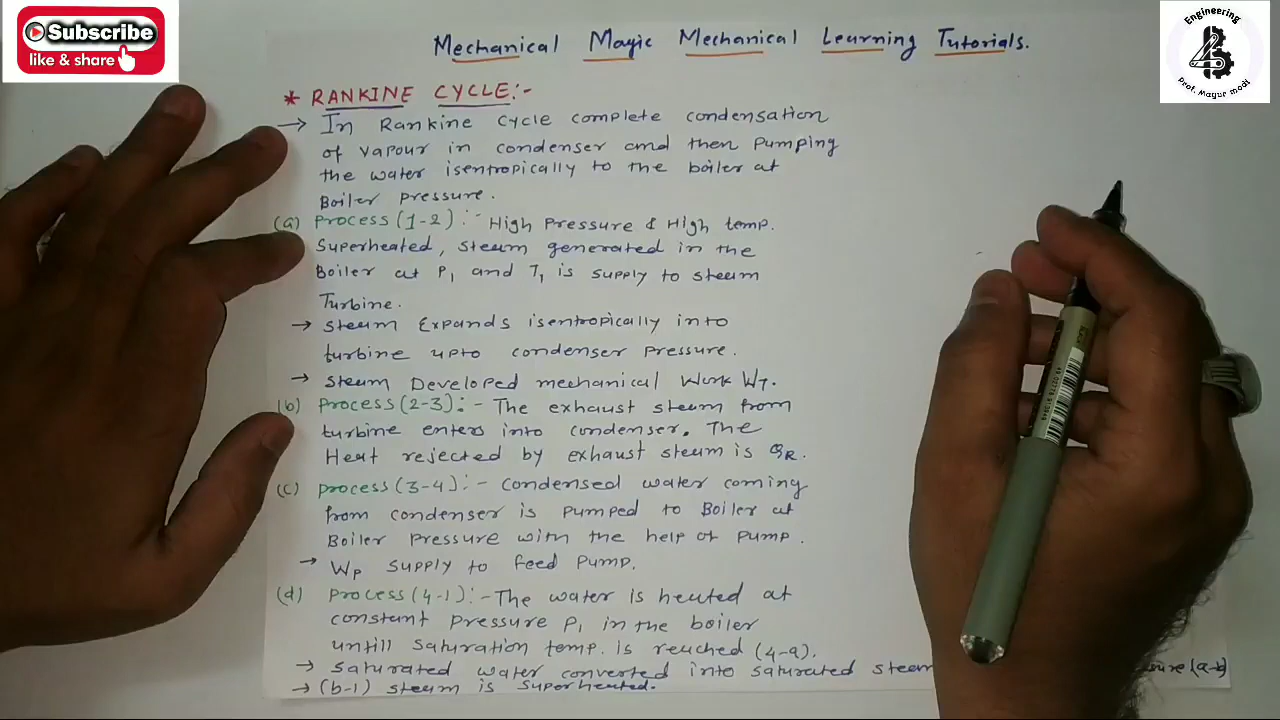 Subscribe
like & share
Engineering
Prof. Mayur modi
Mechanical Magic Mechanical Learning Tutorials.
* RANKINE CYCLE:-
→ In Rankine cycle complete condensation
of vapour in condenser and then pumping
the water isentropically to the boiler at
Boiler pressure.
(a) Process (1-2) :- High Pressure & High temp.
Superheated, steam generated in the
Boiler at P₁ and T₁ is supply to steam
Turbine.
→ steam Expands isentropically into
turbine upto condenser pressure.
→ steam Developed mechanical Work WT.
(b) Process (2-3) :- The exhaust steam from
turbine enters into condenser. The
Heat rejected by exhaust steam is QR.
(c) process (3-4) :- Condensed water coming
from condenser is pumped to Boiler at
Boiler pressure with the help of pump.
→ Wp supply to feed pump.
(d) Process (4-1) :- The water is heated at
constant pressure P₁ in the boiler
untill saturation temp. is reached (4-a).
→ saturated water converted into saturated steam (a-b)
→ (b-1) steam is superheated.